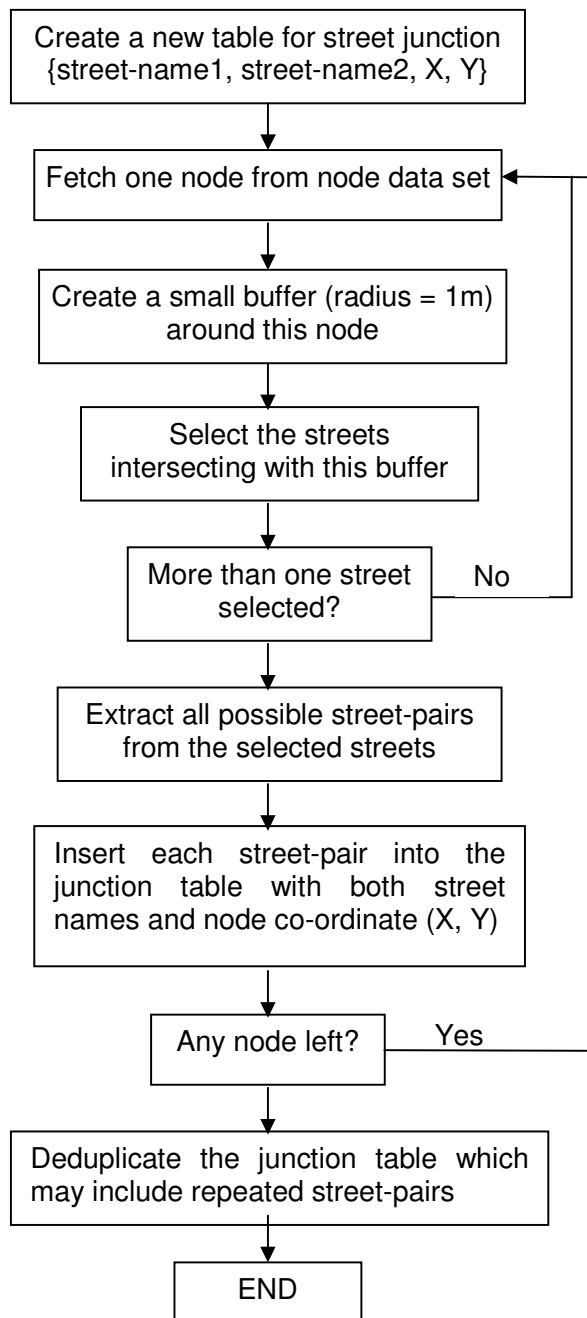 Create a new table for street junction
{street-name1, street-name2, X, Y}
Fetch one node from node data set
Create a small buffer (radius = 1m)
around this node
Select the streets
intersecting with this buffer
More than one street
selected?
No
Extract all possible street-pairs
from the selected streets
Insert each street-pair into the
junction table with both street
names and node co-ordinate (X, Y)
Any node left?
Yes
Deduplicate the junction table which
may include repeated street-pairs
END